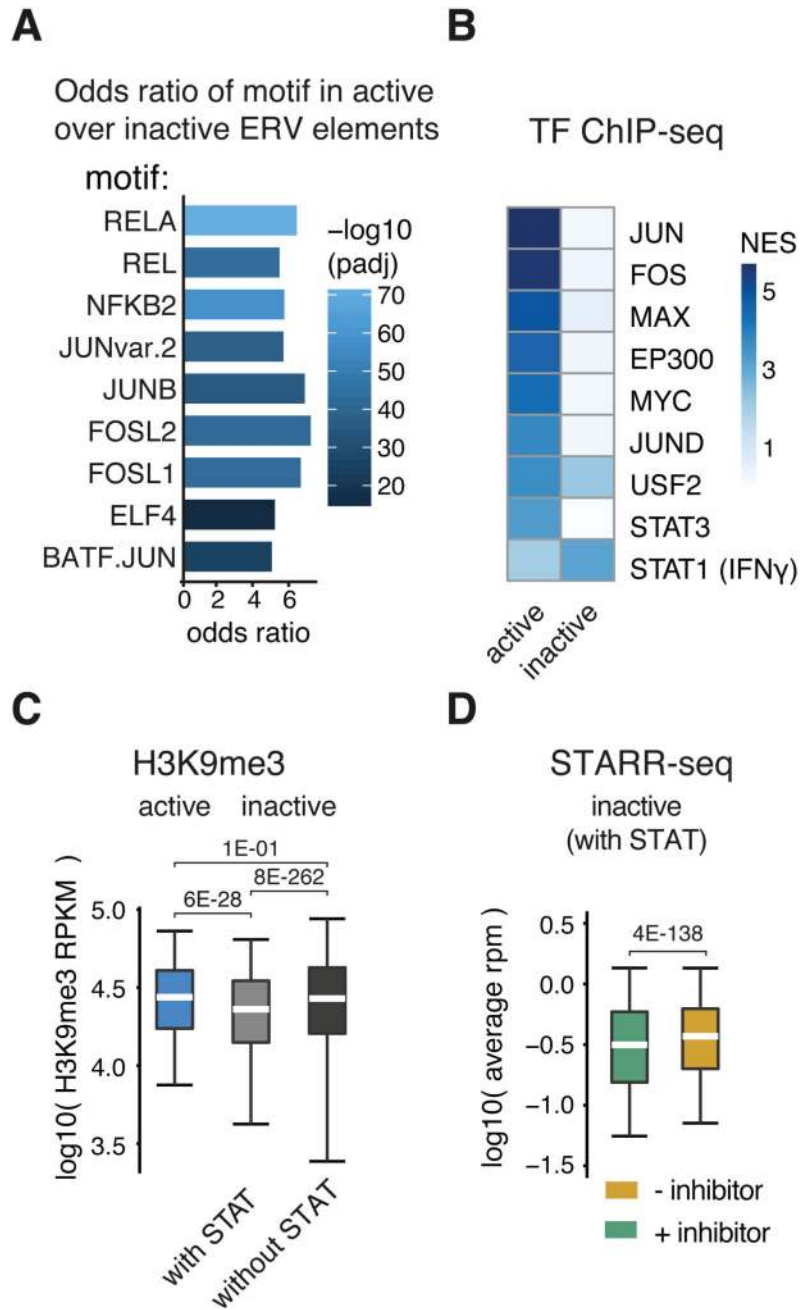 A
Odds ratio of motif in active
over inactive ERV elements
motif:
RELA
REL
NFKB2
JUNvar.2
JUNB
FOSL2
FOSL1
ELF4
BATF.JUN
0 2 4 6
odds ratio
−log10
(padj)
70
60
50
40
30
20
B
TF ChIP-seq
JUN
FOS
MAX
EP300
MYC
JUND
USF2
STAT3
STAT1 (IFNγ)
active
inactive
NES
5
3
1
C
H3K9me3
active inactive
1E-01
8E-262
6E-28
log10( H3K9me3 RPKM )
5.0
4.5
4.0
3.5
with STAT
without STAT
D
STARR-seq
inactive
(with STAT)
4E-138
log10( average rpm )
0.5
0.0
−0.5
−1.0
−1.5
- inhibitor
+ inhibitor